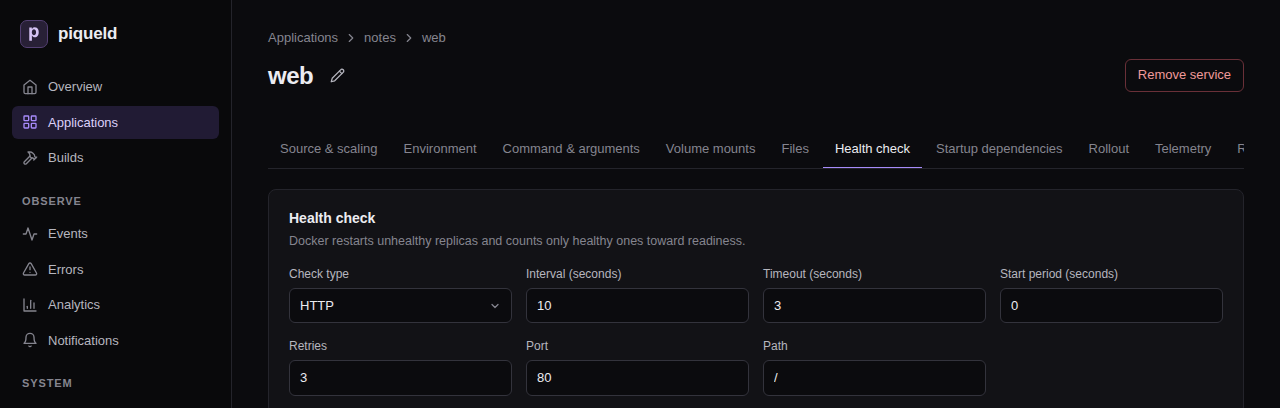 p piqueld
Overview
Applications
Builds
OBSERVE
Events
Errors
Analytics
Notifications
SYSTEM
Applications > notes > web
web
Remove service
Source & scaling Environment Command & arguments Volume mounts Files Health check Startup dependencies Rollout Telemetry
Health check
Docker restarts unhealthy replicas and counts only healthy ones toward readiness.
Check type Interval (seconds) Timeout (seconds) Start period (seconds)
HTTP 10 3 0
Retries Port Path
3 80 /